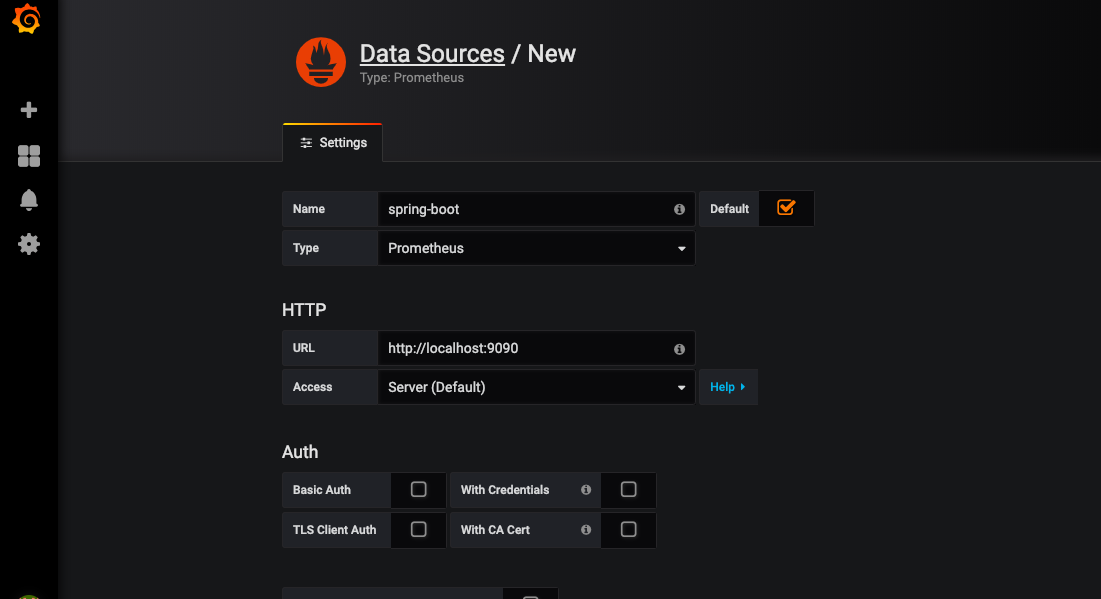 Data Sources / New
Type: Prometheus
Settings
Name spring-boot Default
Type Prometheus
HTTP
URL http://localhost:9090
Access Server (Default) Help
Auth
Basic Auth With Credentials
TLS Client Auth With CA Cert